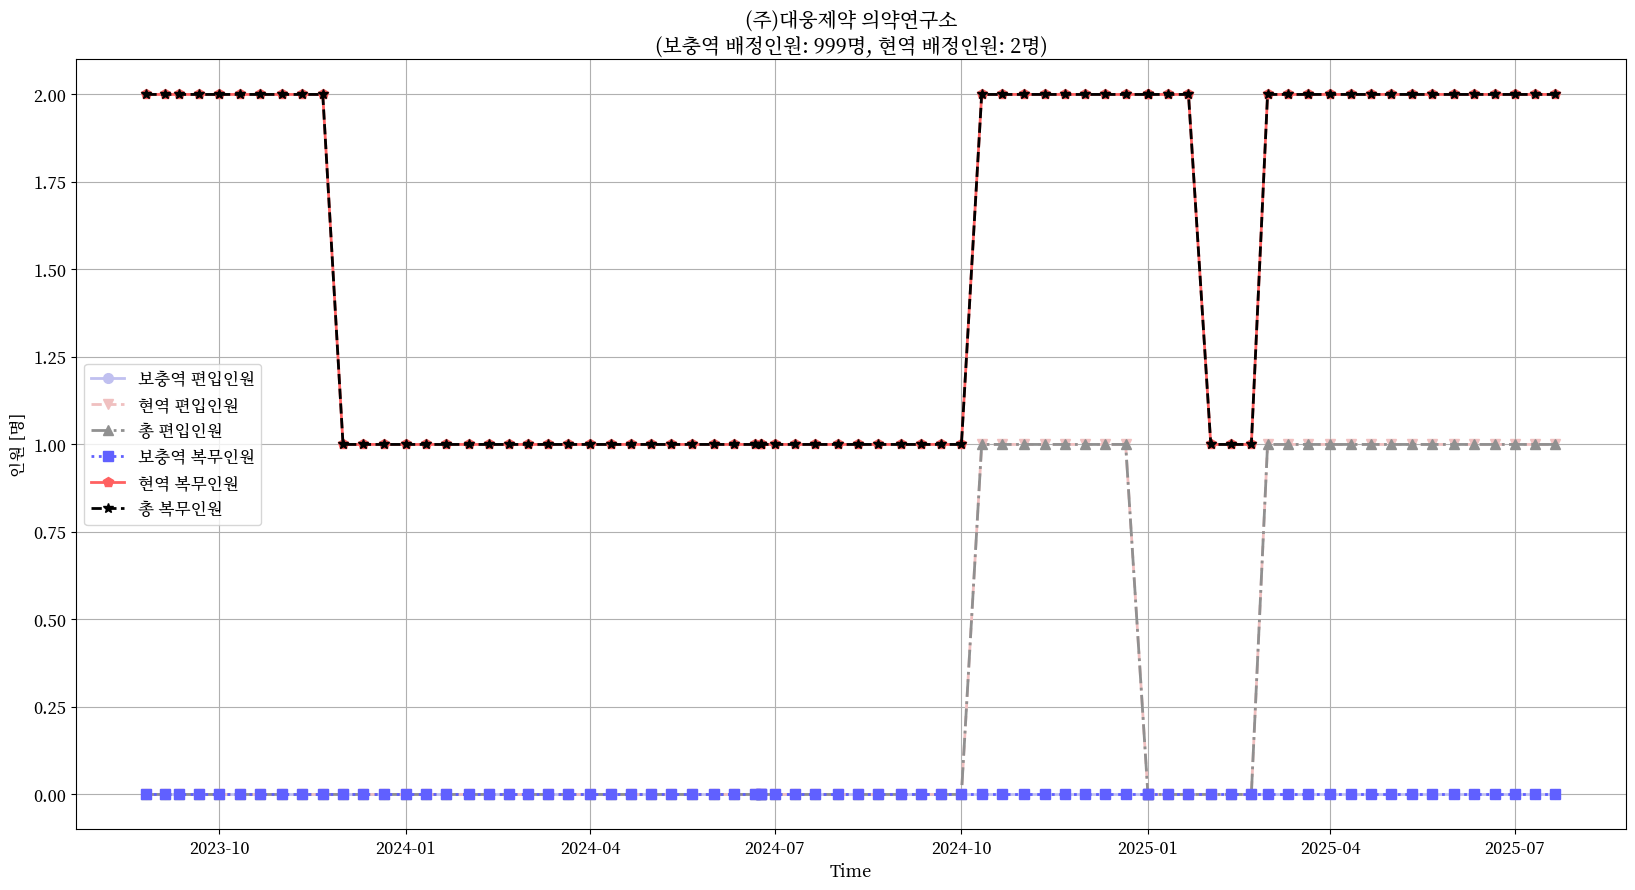 (주)대웅제약 의약연구소
(보충역 배정인원: 999명, 현역 배정인원: 2명)
인원 [명]
2.00
1.75
1.50
1.25
1.00
0.75
0.50
0.25
0.00
보충역 편입인원
현역 편입인원
총 편입인원
보충역 복무인원
현역 복무인원
총 복무인원
2023-10
2024-01
2024-04
2024-07
2024-10
2025-01
2025-04
2025-07
Time